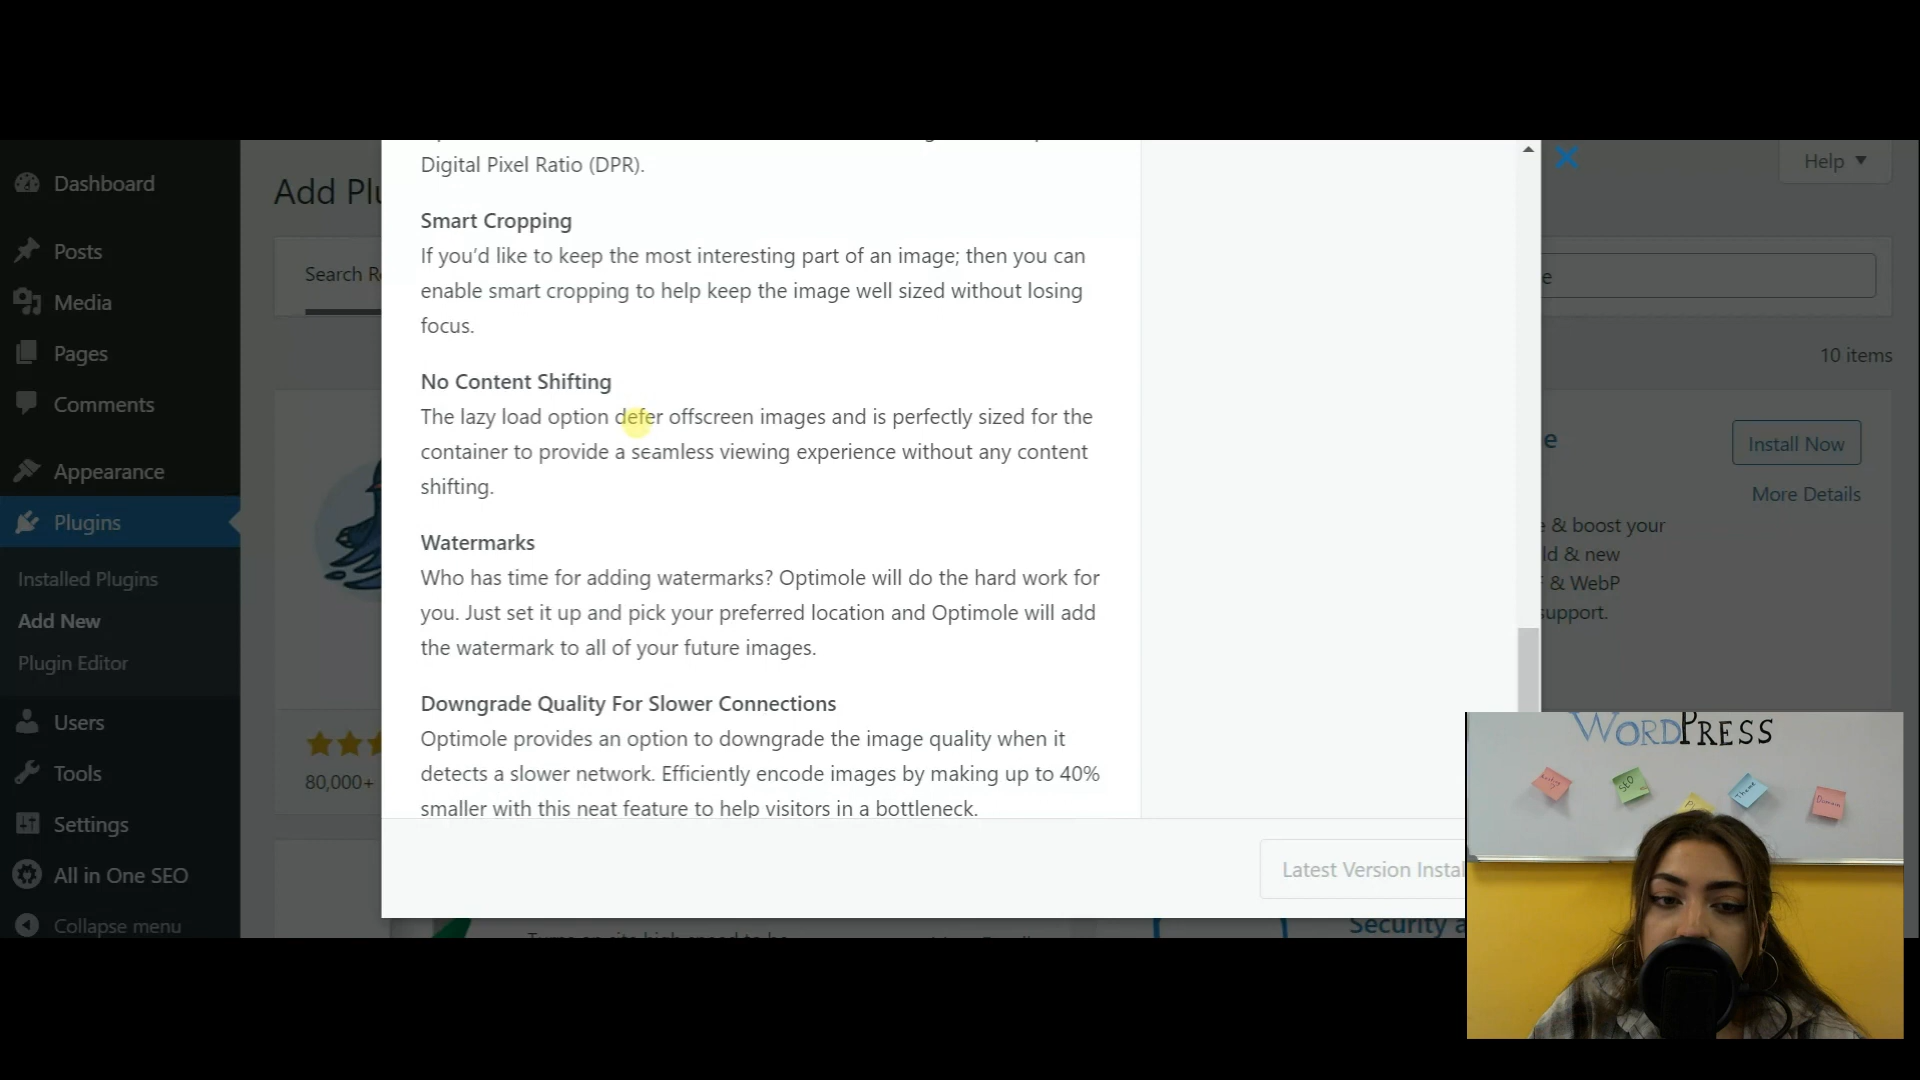 Dashboard
Posts
Media
Pages
Comments
Appearance
Plugins
Installed Plugins
Add New
Plugin Editor
Users
Tools
Settings
All in One SEO
Collapse menu
Add Plu
Search Re
80,000+
Digital Pixel Ratio (DPR).
Smart Cropping
If you’d like to keep the most interesting part of an image; then you can
enable smart cropping to help keep the image well sized without losing
focus.
No Content Shifting
The lazy load option defer offscreen images and is perfectly sized for the
container to provide a seamless viewing experience without any content
shifting.
Watermarks
Who has time for adding watermarks? Optimole will do the hard work for
you. Just set it up and pick your preferred location and Optimole will add
the watermark to all of your future images.
Downgrade Quality For Slower Connections
Optimole provides an option to downgrade the image quality when it
detects a slower network. Efficiently encode images by making up to 40%
smaller with this neat feature to help visitors in a bottleneck.
Latest Version Instal
Help
e
10 items
e
Install Now
More Details
& boost your
ld & new
& WebP
support.
Security a
WORDPRESS
SEO
Theme
Domain